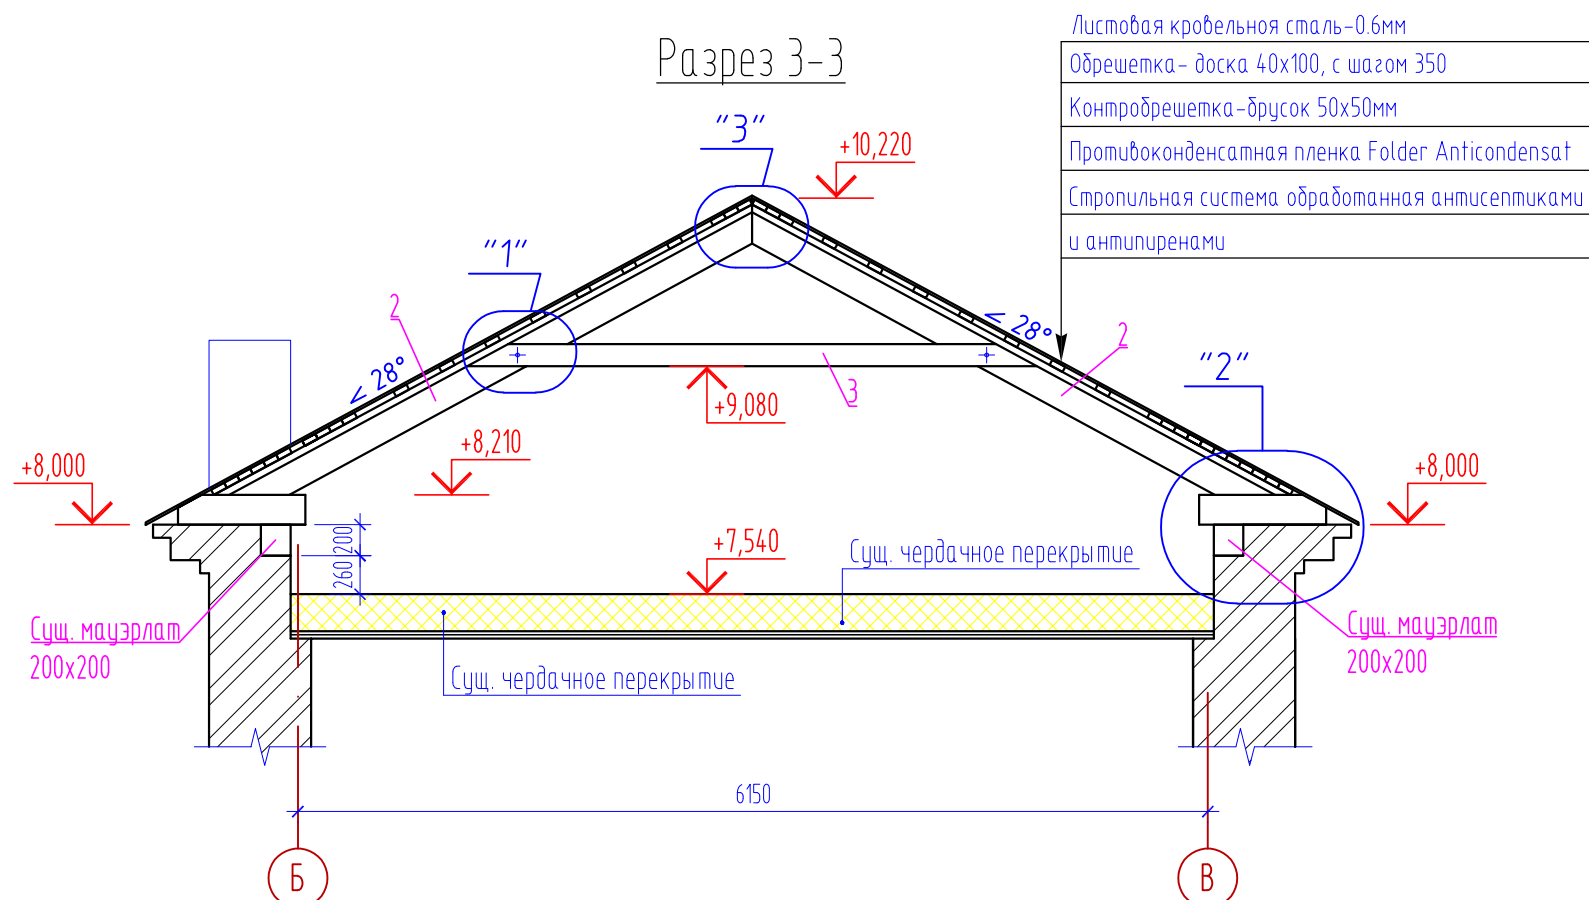 Разрез 3-3
Листовая кровельноя сталь-0.6мм
Обрешетка- доска 40х100, с шагом 350
Контробрешетка-брусок 50х50мм
Противоконденсатная пленка Folder Anticondensat
Стропильная система обработанная антисептиками
и антипиренами
"3"
+10,220
"1"
2
< 28°
< 28°
2
"2"
3
+9,080
+8,210
+8,000
+8,000
200
260
+7,540
Сущ. чердачное перекрытие
Сущ. мауэрлат
200х200
Сущ. мауэрлат
200х200
Сущ. чердачное перекрытие
6150
Б
В